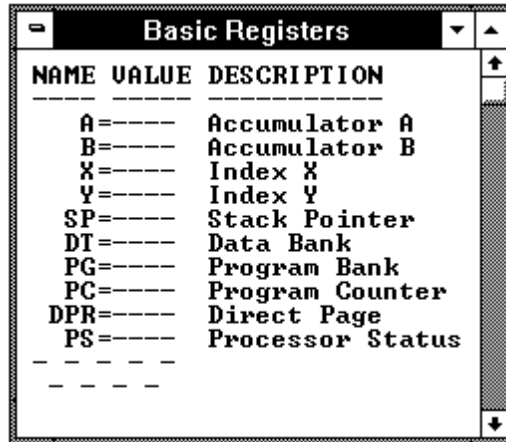 Basic Registers
NAME VALUE DESCRIPTION
---- ----- -----------
A=---- Accumulator A
B=---- Accumulator B
X=---- Index X
Y=---- Index Y
SP=---- Stack Pointer
DT=---- Data Bank
PG=---- Program Bank
PC=---- Program Counter
DPR=---- Direct Page
PS=---- Processor Status
_ _ _ _ _
_ _ _ _